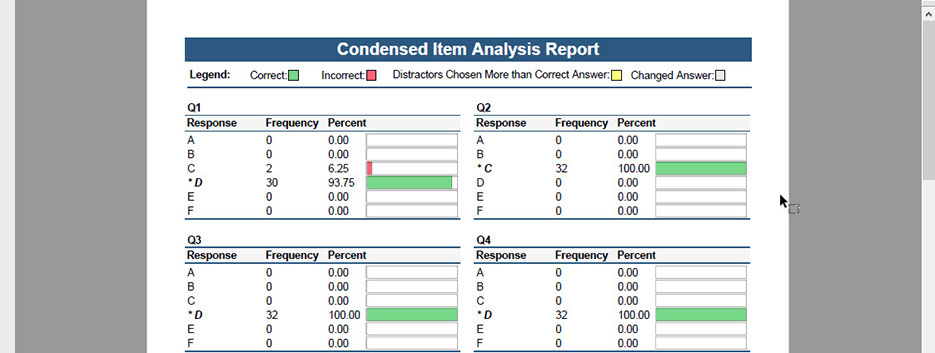 Condensed Item Analysis Report
Legend: Correct: Incorrect: Distractors Chosen More than Correct Answer: Changed Answer:
Q1
Response Frequency Percent
A 0 0.00
B 0 0.00
C 2 6.25
* D 30 93.75
E 0 0.00
F 0 0.00
Q2
Response Frequency Percent
A 0 0.00
B 0 0.00
* C 32 100.00
D 0 0.00
E 0 0.00
F 0 0.00
Q3
Response Frequency Percent
A 0 0.00
B 0 0.00
C 0 0.00
* D 32 100.00
E 0 0.00
F 0 0.00
Q4
Response Frequency Percent
A 0 0.00
B 0 0.00
C 0 0.00
* D 32 100.00
E 0 0.00
F 0 0.00